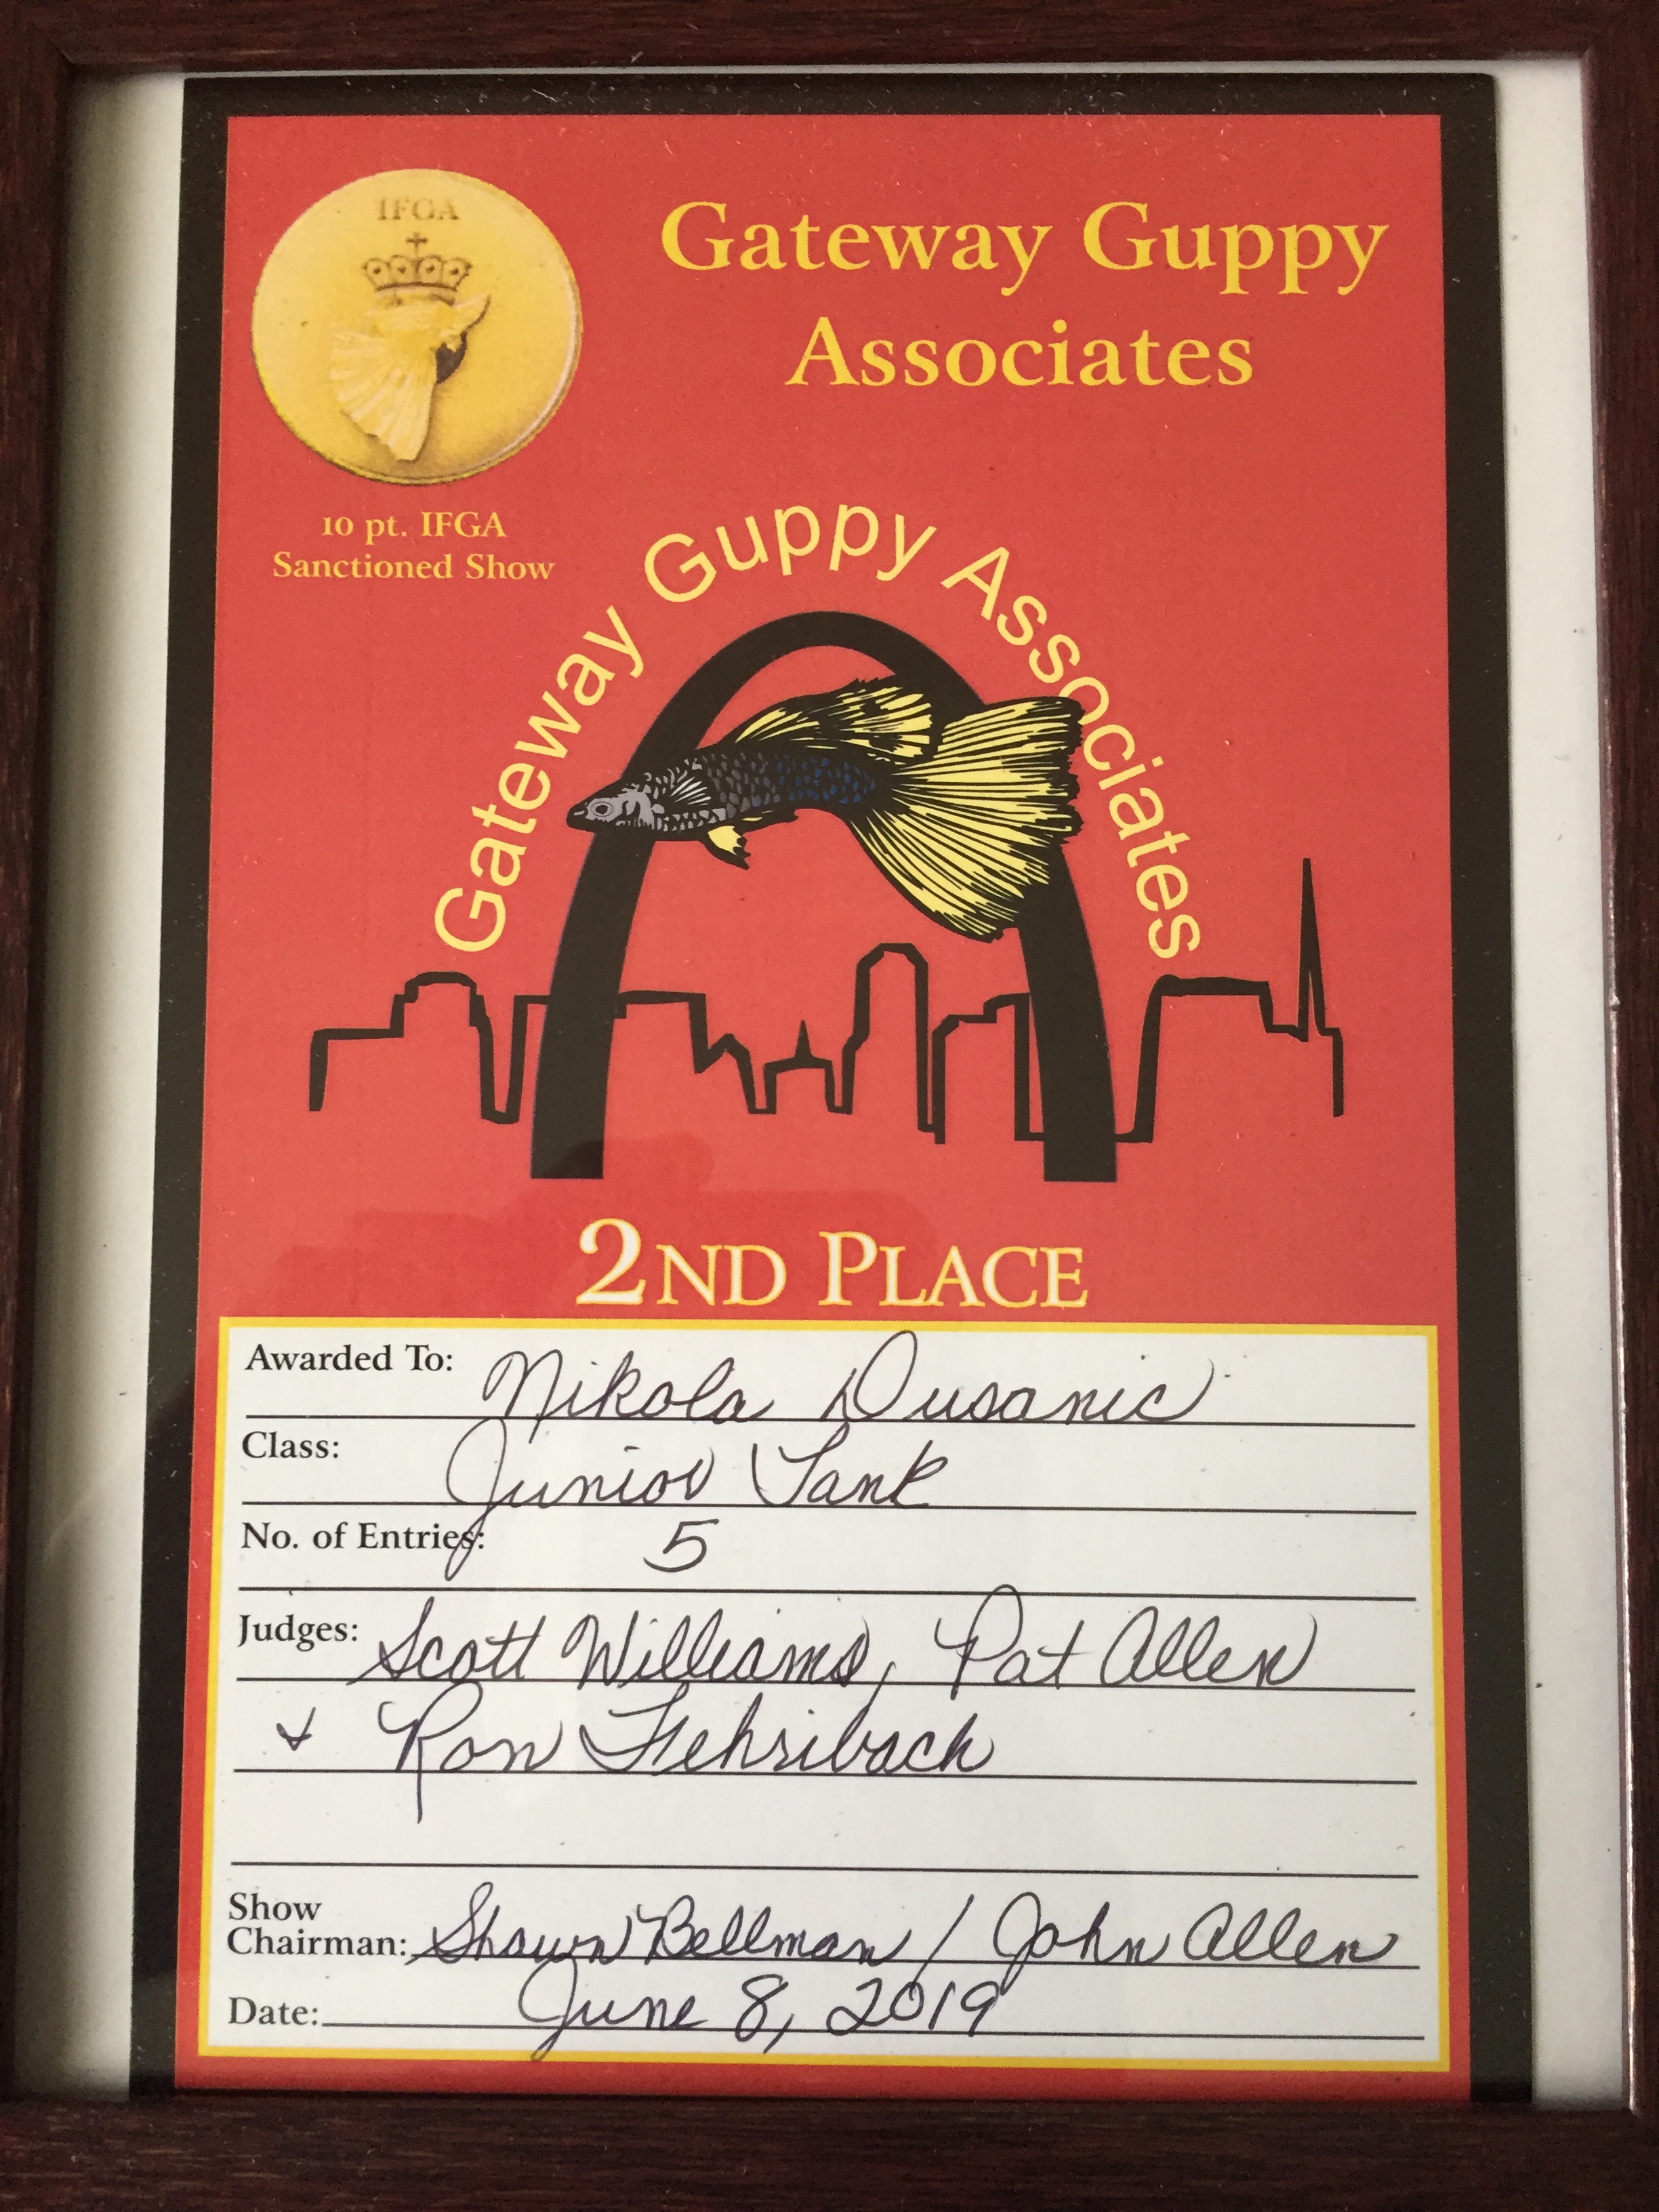 IFGA
Gateway Guppy
Associates
10 pt. IFGA
Sanctioned Show
Gateway Guppy Associates
2ND PLACE
Awarded To: Nikola Dusanic
Class: Junior Tank
No. of Entries: 5
Judges: Scott Williams, Pat Allen
& Ron Fehribach
Show
Chairman: Shawn Bellman / John Allen
Date: June 8, 2019